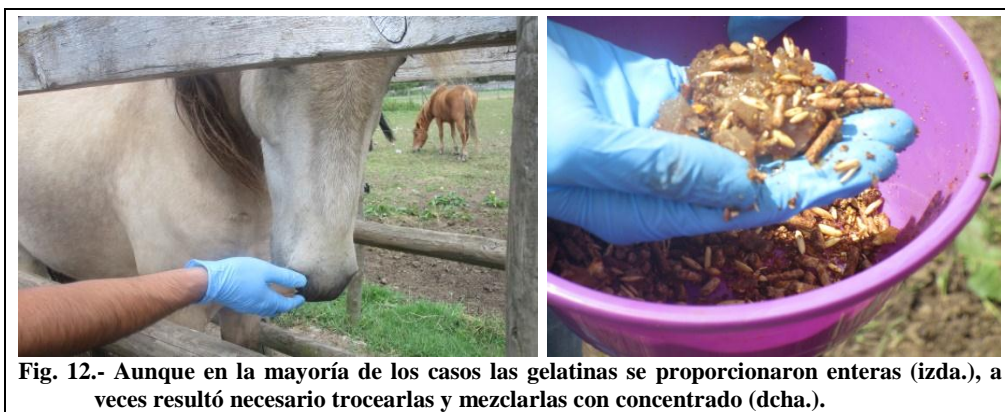 Fig. 12.- Aunque en la mayoría de los casos las gelatinas se proporcionaron enteras (izda.), a
veces resultó necesario trocearlas y mezclarlas con concentrado (dcha.).